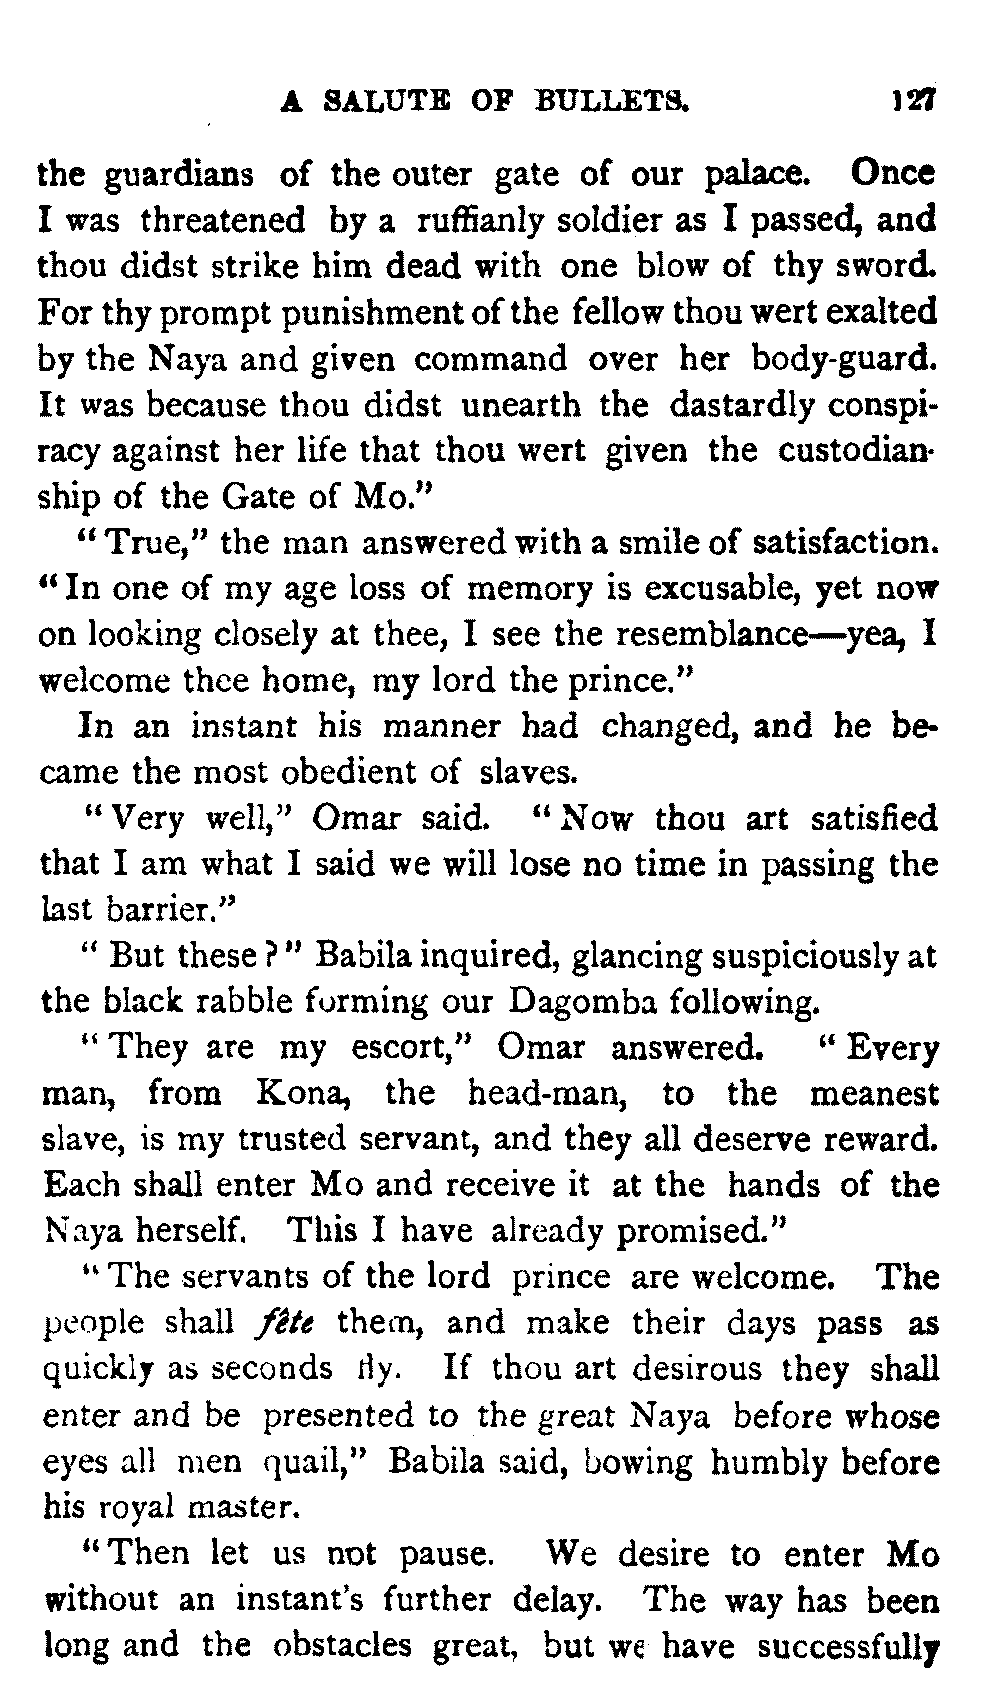 A SALUTE OF BULLETS. 127
the guardians of the outer gate of our palace. Once
I was threatened by a ruffianly soldier as I passed, and
thou didst strike him dead with one blow of thy sword.
For thy prompt punishment of the fellow thou wert exalted
by the Naya and given command over her body-guard.
It was because thou didst unearth the dastardly conspi-
racy against her life that thou wert given the custodian-
ship of the Gate of Mo."
"True," the man answered with a smile of satisfaction.
"In one of my age loss of memory is excusable, yet now
on looking closely at thee, I see the resemblance—yea, I
welcome thee home, my lord the prince."
In an instant his manner had changed, and he be-
came the most obedient of slaves.
"Very well," Omar said. "Now thou art satisfied
that I am what I said we will lose no time in passing the
last barrier."
"But these?" Babila inquired, glancing suspiciously at
the black rabble forming our Dagomba following.
"They are my escort," Omar answered. "Every
man, from Kona, the head-man, to the meanest
slave, is my trusted servant, and they all deserve reward.
Each shall enter Mo and receive it at the hands of the
Naya herself. This I have already promised."
"The servants of the lord prince are welcome. The
people shall fête them, and make their days pass as
quickly as seconds fly. If thou art desirous they shall
enter and be presented to the great Naya before whose
eyes all men quail," Babila said, bowing humbly before
his royal master.
"Then let us not pause. We desire to enter Mo
without an instant's further delay. The way has been
long and the obstacles great, but we have successfully